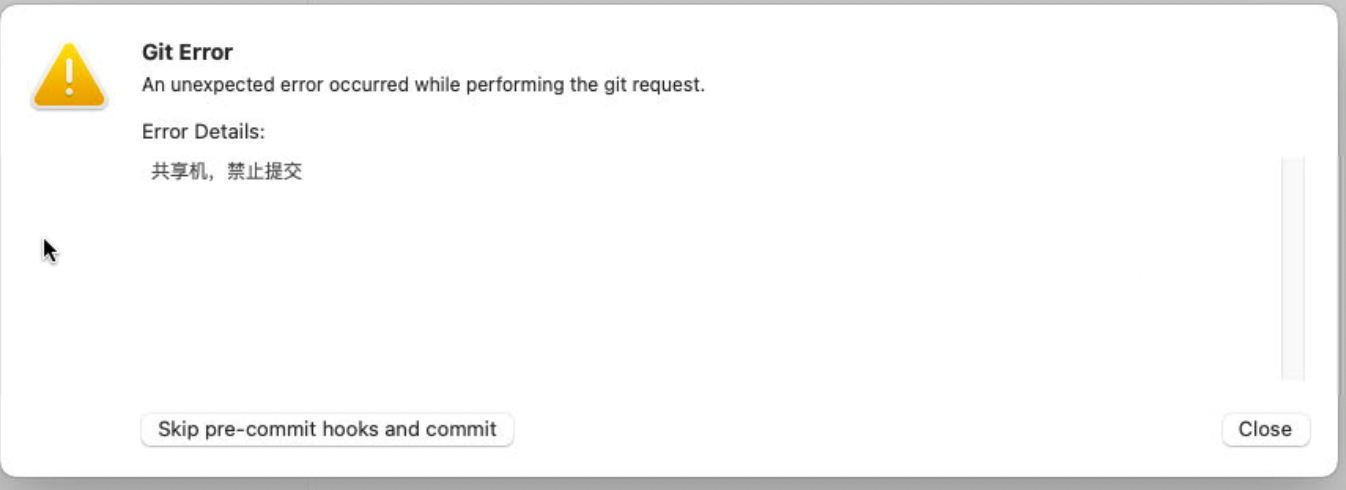 Git Error
An unexpected error occurred while performing the git request.
Error Details:
共享机，禁止提交
Skip pre-commit hooks and commit
Close